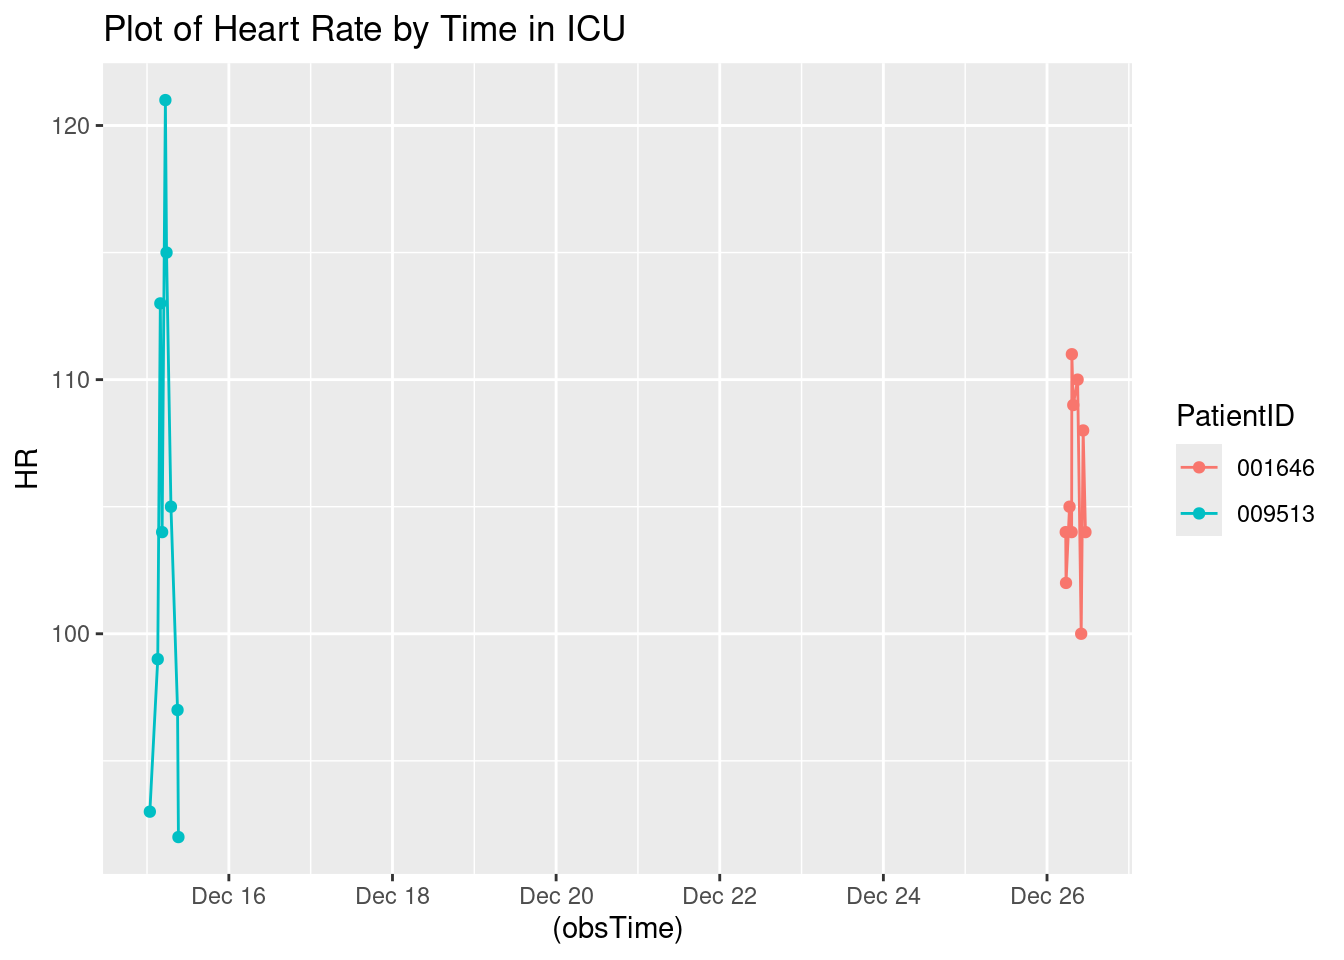 Plot of Heart Rate by Time in ICU
120
110
100
HR
Dec 16 Dec 18 Dec 20 Dec 22 Dec 24 Dec 26
(obsTime)
PatientID
001646
009513